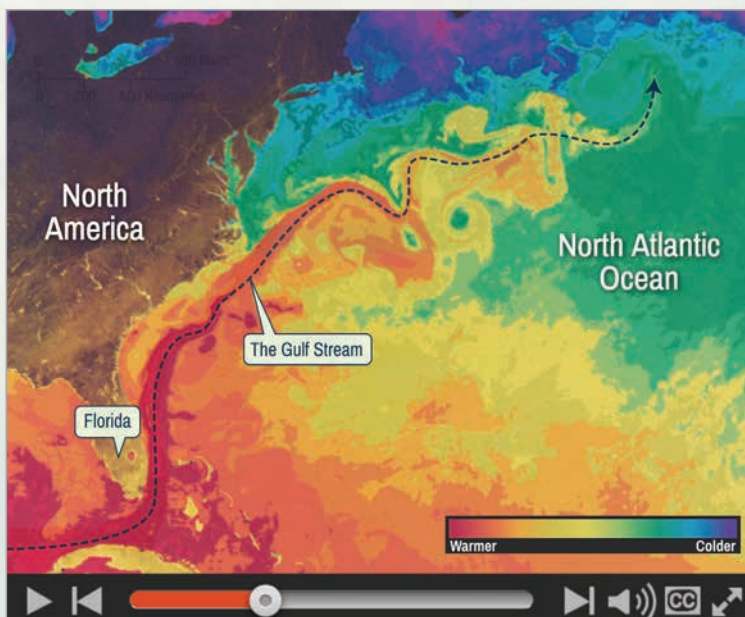 North
America
North Atlantic
Ocean
The Gulf Stream
Florida
Warmer
Colder
CC